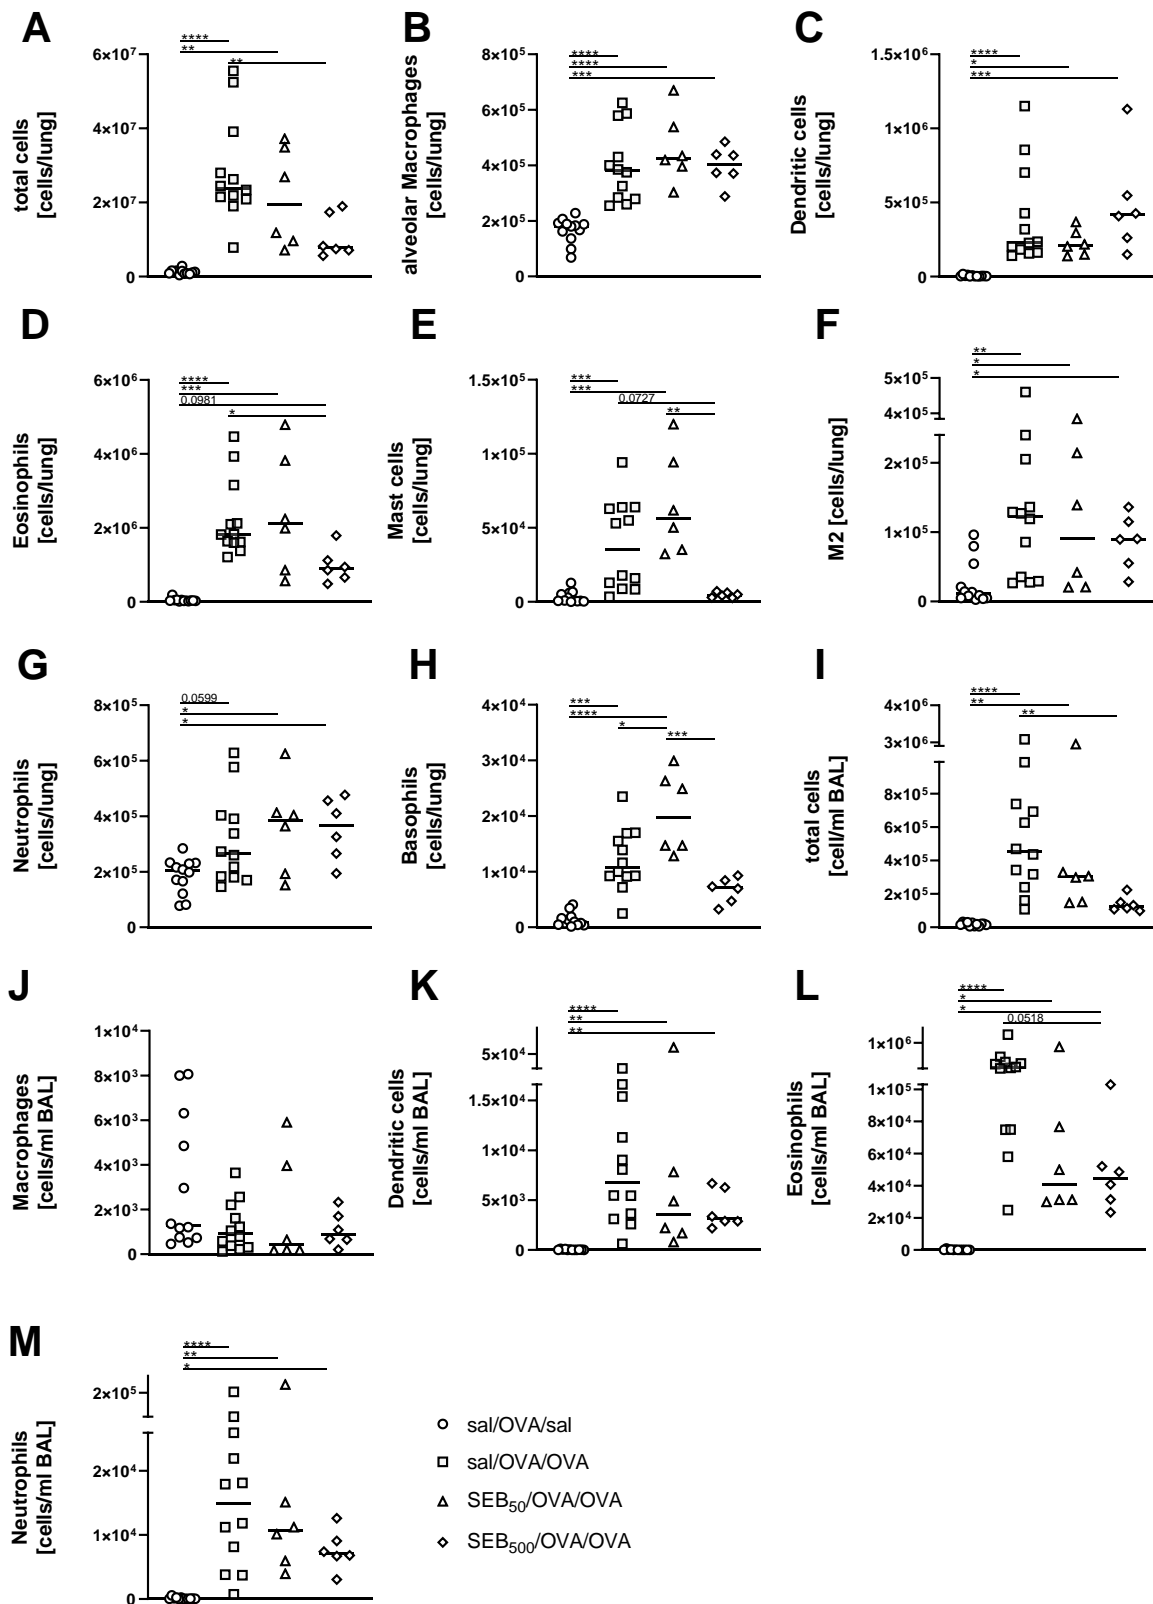 A
total cells
[cells/lung]
6×10⁷
4×10⁷
2×10⁷
0
****
**
**
B
alveolar Macrophages
[cells/lung]
8×10⁵
6×10⁵
4×10⁵
2×10⁵
0
****
****
***
C
Dendritic cells
[cells/lung]
1.5×10⁶
1×10⁶
5×10⁵
0
****
*
***
D
Eosinophils
[cells/lung]
6×10⁶
4×10⁶
2×10⁶
0
****
***
0.0981
*
E
Mast cells
[cells/lung]
1.5×10⁵
1×10⁵
5×10⁴
0
***
***
0.0727
**
F
M2 [cells/lung]
5×10⁵
4×10⁵
2×10⁵
1×10⁵
0
**
*
*
G
Neutrophils
[cells/lung]
8×10⁵
6×10⁵
4×10⁵
2×10⁵
0
0.0599
*
*
H
Basophils
[cells/lung]
4×10⁴
3×10⁴
2×10⁴
1×10⁴
0
***
****
*
***
I
total cells
[cell/ml BAL]
4×10⁶
3×10⁶
8×10⁵
6×10⁵
4×10⁵
2×10⁵
0
****
**
**
J
Macrophages
[cells/ml BAL]
1×10⁴
8×10³
6×10³
4×10³
2×10³
0
K
Dendritic cells
[cells/ml BAL]
5×10⁴
1.5×10⁴
1×10⁴
5×10³
0
****
**
**
L
Eosinophils
[cells/ml BAL]
1×10⁶
1×10⁵
8×10⁴
6×10⁴
4×10⁴
2×10⁴
0
****
*
*
0.0518
M
Neutrophils
[cells/ml BAL]
2×10⁵
2×10⁴
1×10⁴
0
****
**
*
sal/OVA/sal
sal/OVA/OVA
SEB₅₀/OVA/OVA
SEB₅₀₀/OVA/OVA